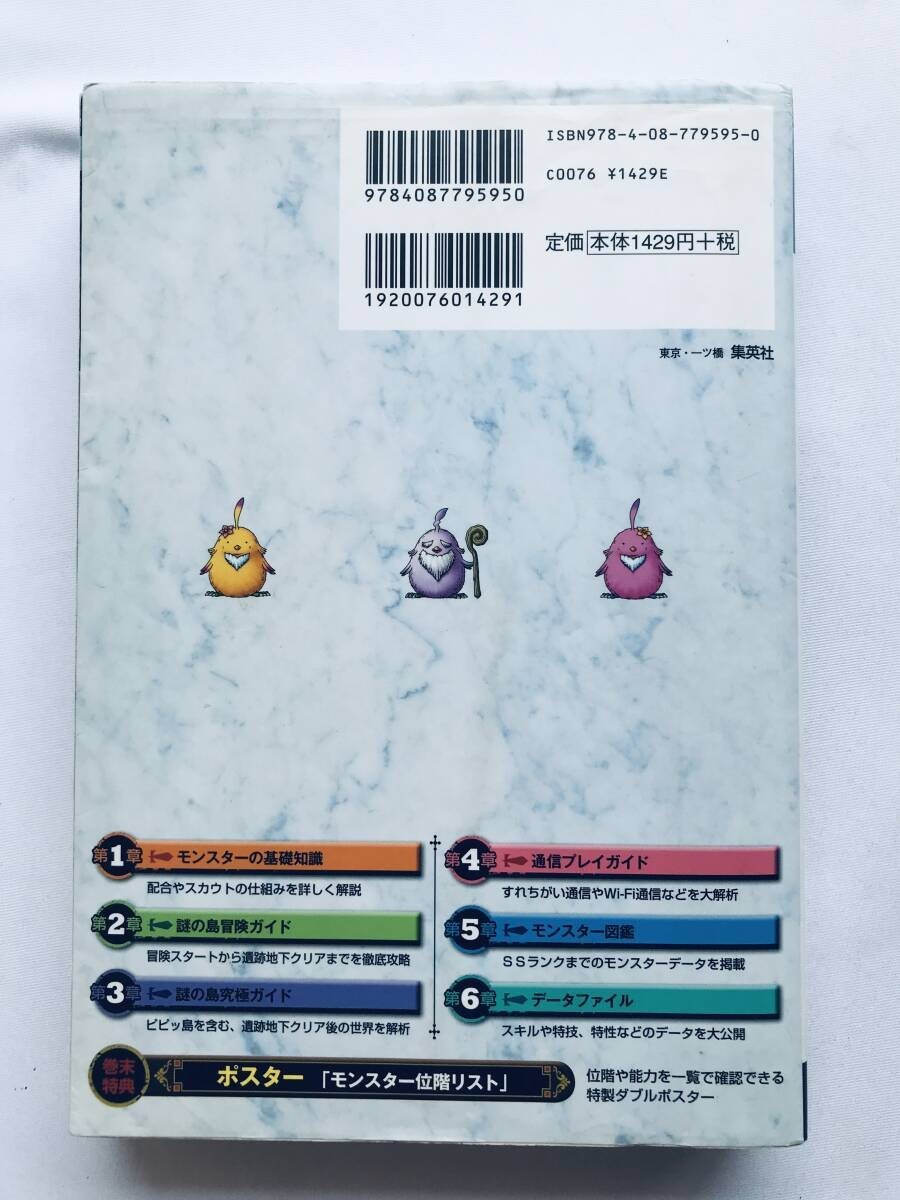 ISBN978-4-08-779595-0
C0076 ¥1429E
9784087795950
定価 本体1429円+税
1920076014291
東京・一ツ橋 集英社
第1章 モンスターの基礎知識
配合やスカウトの仕組みを詳しく解説
第2章 謎の島冒険ガイド
冒険スタートから遺跡地下クリアまでを徹底攻略
第3章 謎の島究極ガイド
ピピッ島を含む、遺跡地下クリア後の世界を解析
第4章 通信プレイガイド
すれちがい通信やWi-Fi通信などを大解析
第5章 モンスター図鑑
SSランクまでのモンスターデータを掲載
第6章 データファイル
スキルや特技、特性などのデータを大公開
巻末特典
ポスター 「モンスター位階リスト」
位階や能力を一覧で確認できる
特製ダブルポスター